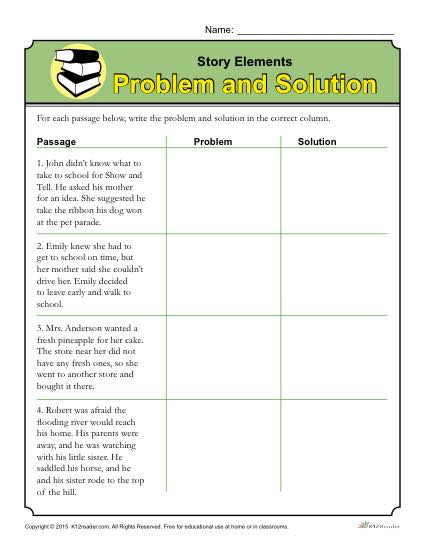 Name:
Story Elements
Problem and Solution
For each passage below, write the problem and solution in the correct column.
Passage Problem Solution
1. John didn't know what to
take to school for Show and
Tell. He asked his mother
for an idea. She suggested he
take the ribbon his dog won
at the pet parade.
2. Emily knew she had to
get to school on time, but
her mother said she couldn't
drive her. Emily decided
to leave early and walk to
school.
3. Mrs. Anderson wanted a
fresh pineapple for her cake.
The store near her did not
have any fresh ones, so she
went to another store and
bought it there.
4. Robert was afraid the
flooding river would reach
his home. His parents were
away, and he was watching
with his little sister. He
saddled his horse, and he
and his sister rode to the top
of the hill.
Copyright © 2015 K12reader.com. All Rights Reserved. Free for educational use at home or in classrooms.
K12Reader